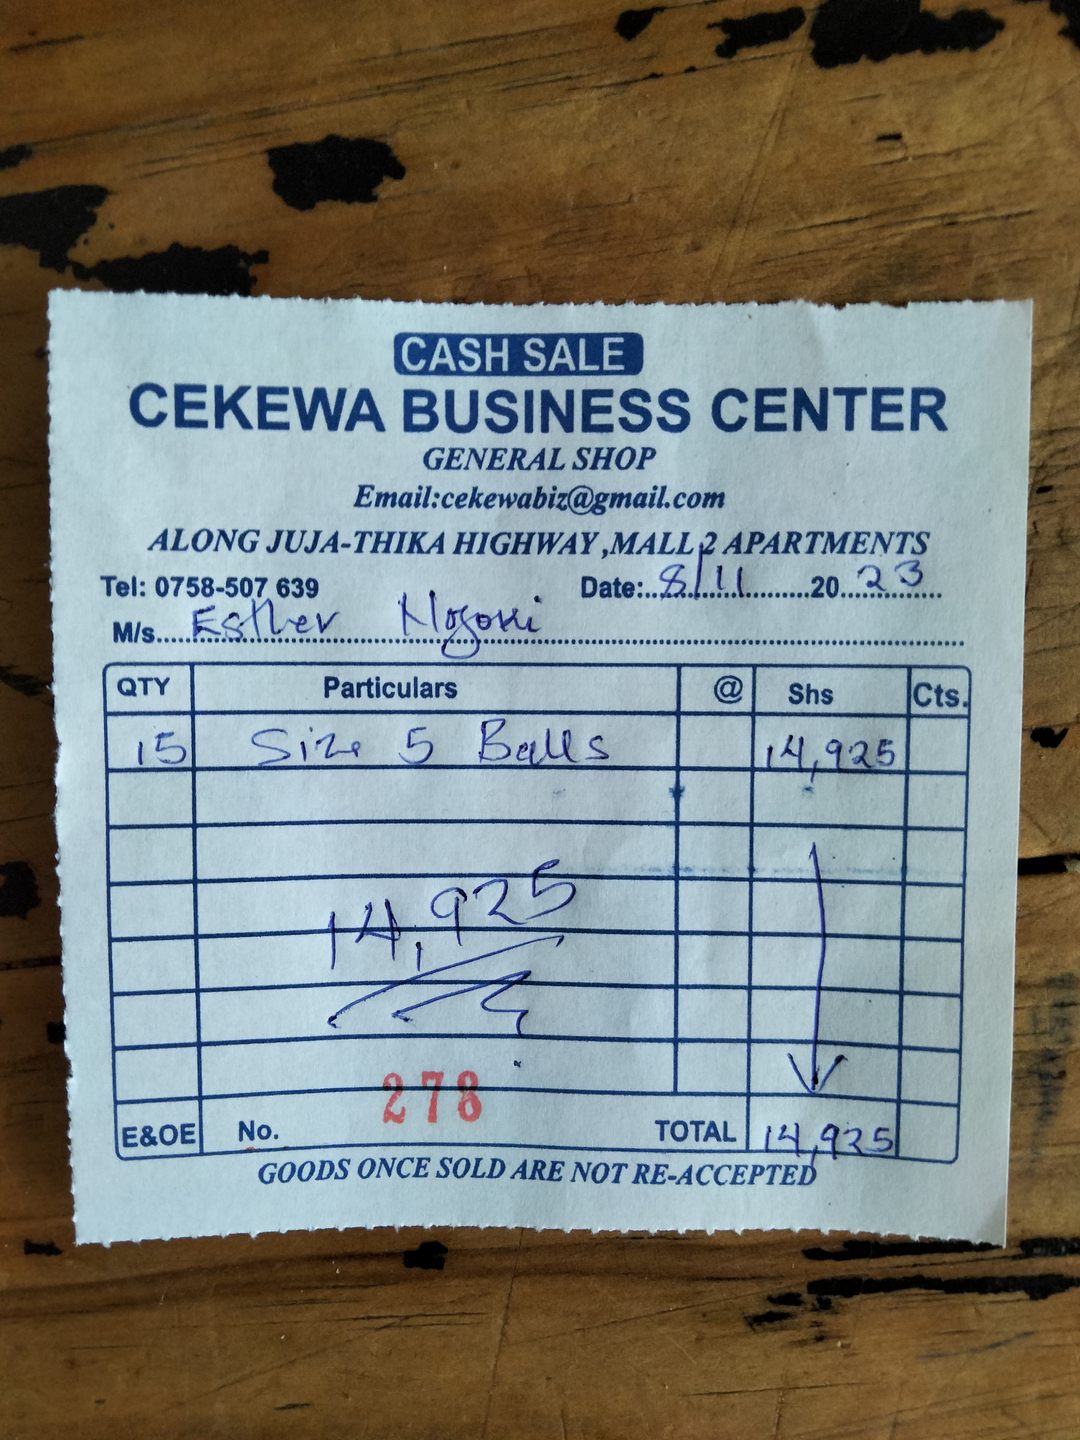 CASH SALE
CEKEWA BUSINESS CENTER
GENERAL SHOP
Email:cekewabiz@gmail.com
ALONG JUJA-THIKA HIGHWAY ,MALL 2 APARTMENTS
Tel: 0758-507 639 Date:..8/11..........20..23....
M/s....Esther
QTY Particulars @ Shs Cts.
15 Size 5 Balls 14,925
14,925
E&OE No. 278 TOTAL 14,925
GOODS ONCE SOLD ARE NOT RE-ACCEPTED